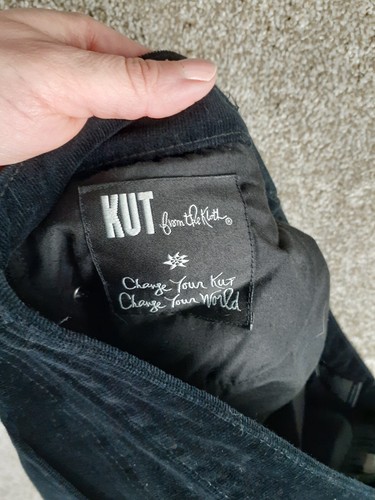 KUT from the Kloth ®
Change Your Kut
Change Your World